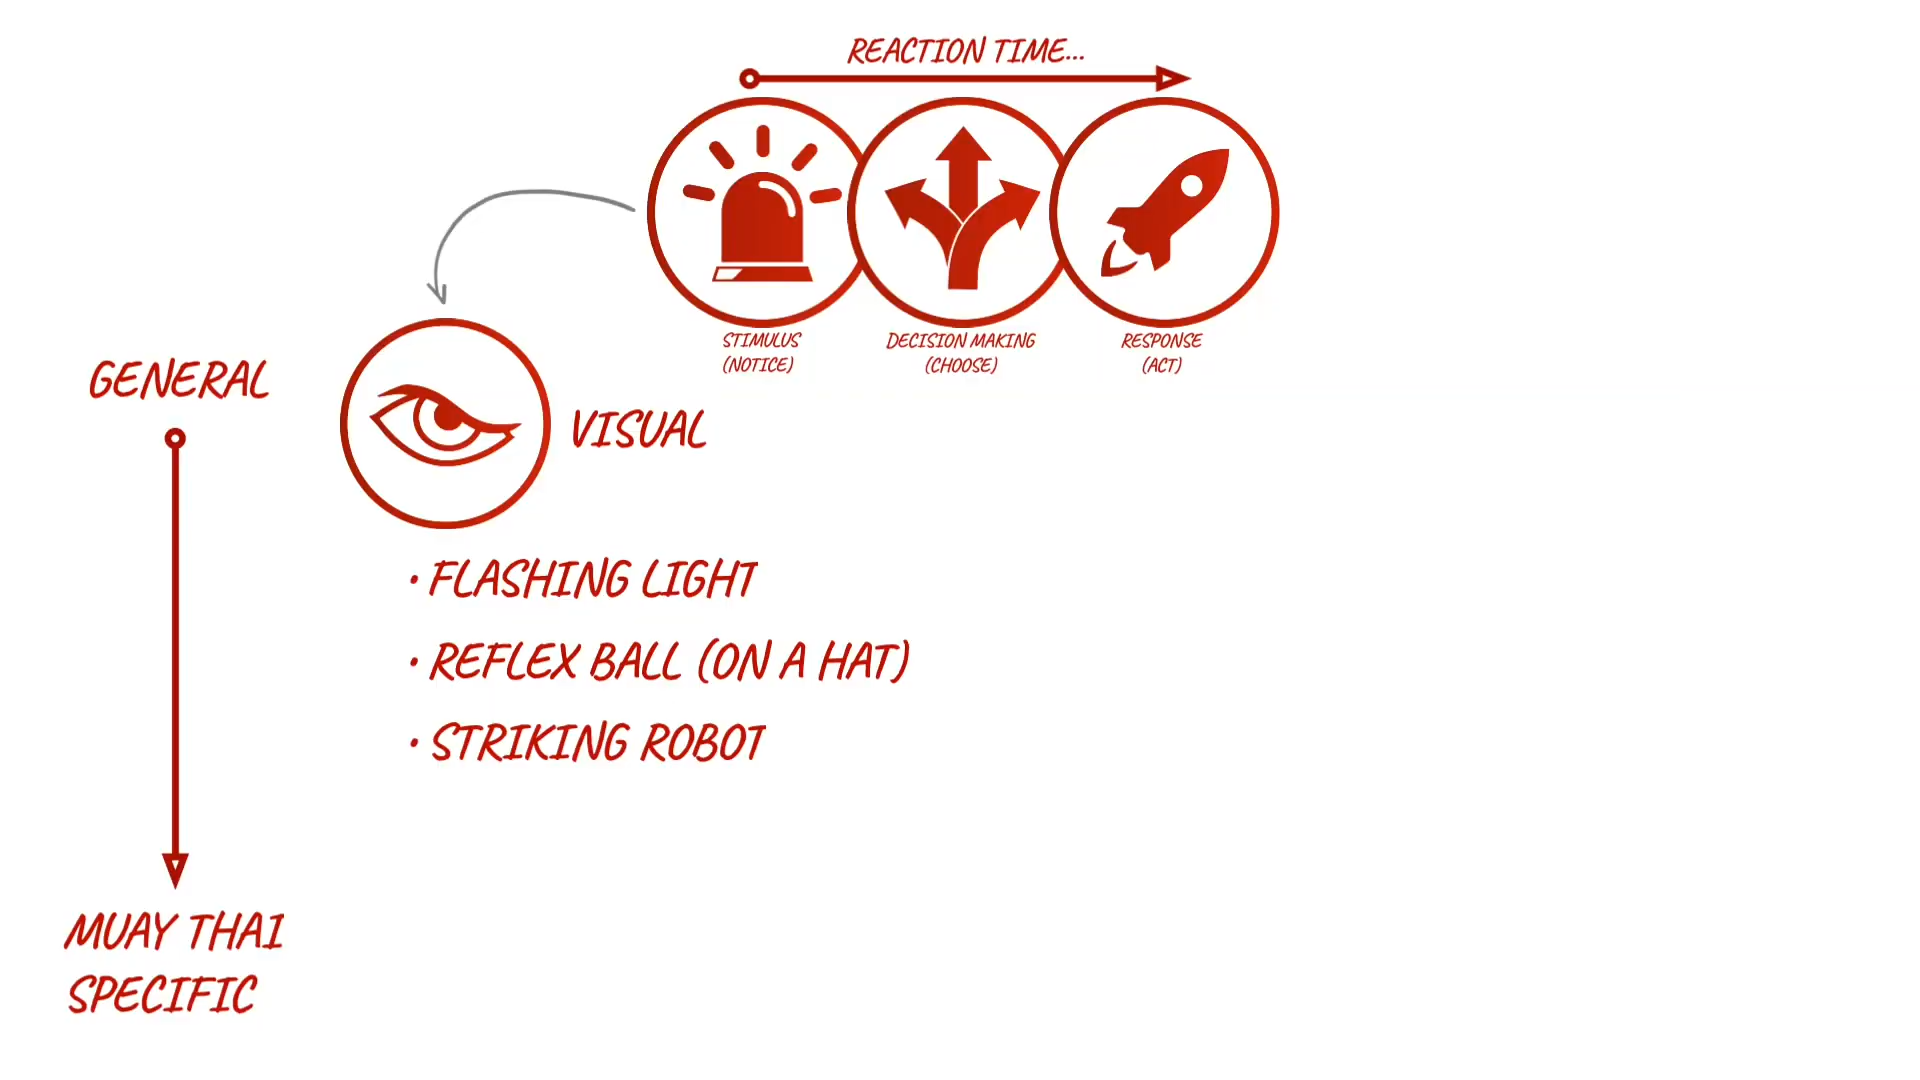 REACTION TIME...
STIMULUS
(NOTICE)
DECISION MAKING
(CHOOSE)
RESPONSE
(ACT)
GENERAL
VISUAL
• FLASHING LIGHT
• REFLEX BALL (ON A HAT)
• STRIKING ROBOT
MUAY THAI
SPECIFIC